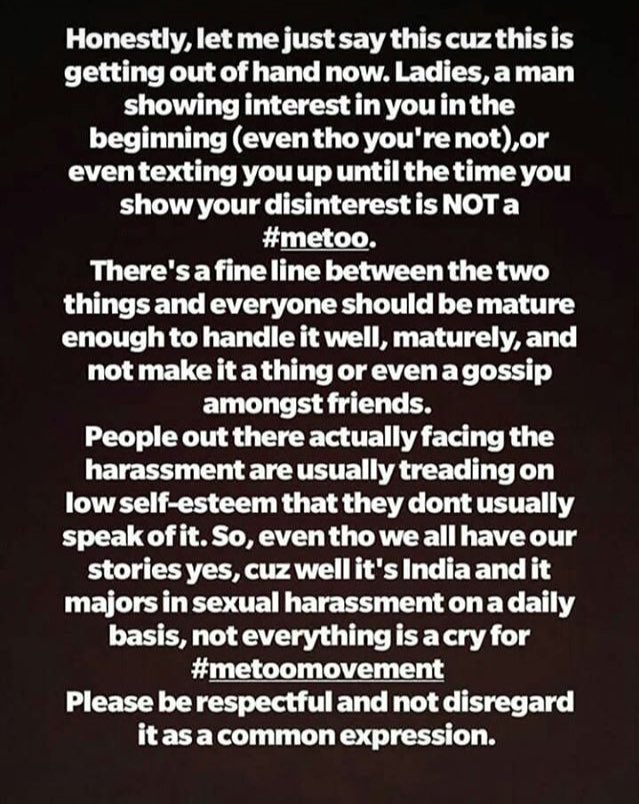 Honestly, let me just say this cuz this is
getting out of hand now. Ladies, a man
showing interest in you in the
beginning (even tho you're not),or
even texting you up until the time you
show your disinterest is NOT a
#metoo.
There's a fine line between the two
things and everyone should be mature
enough to handle it well, maturely, and
not make it a thing or even a gossip
amongst friends.
People out there actually facing the
harassment are usually treading on
low self-esteem that they dont usually
speak of it. So, even tho we all have our
stories yes, cuz well it's India and it
majors in sexual harassment on a daily
basis, not everything is a cry for
#metoomovement
Please be respectful and not disregard
it as a common expression.